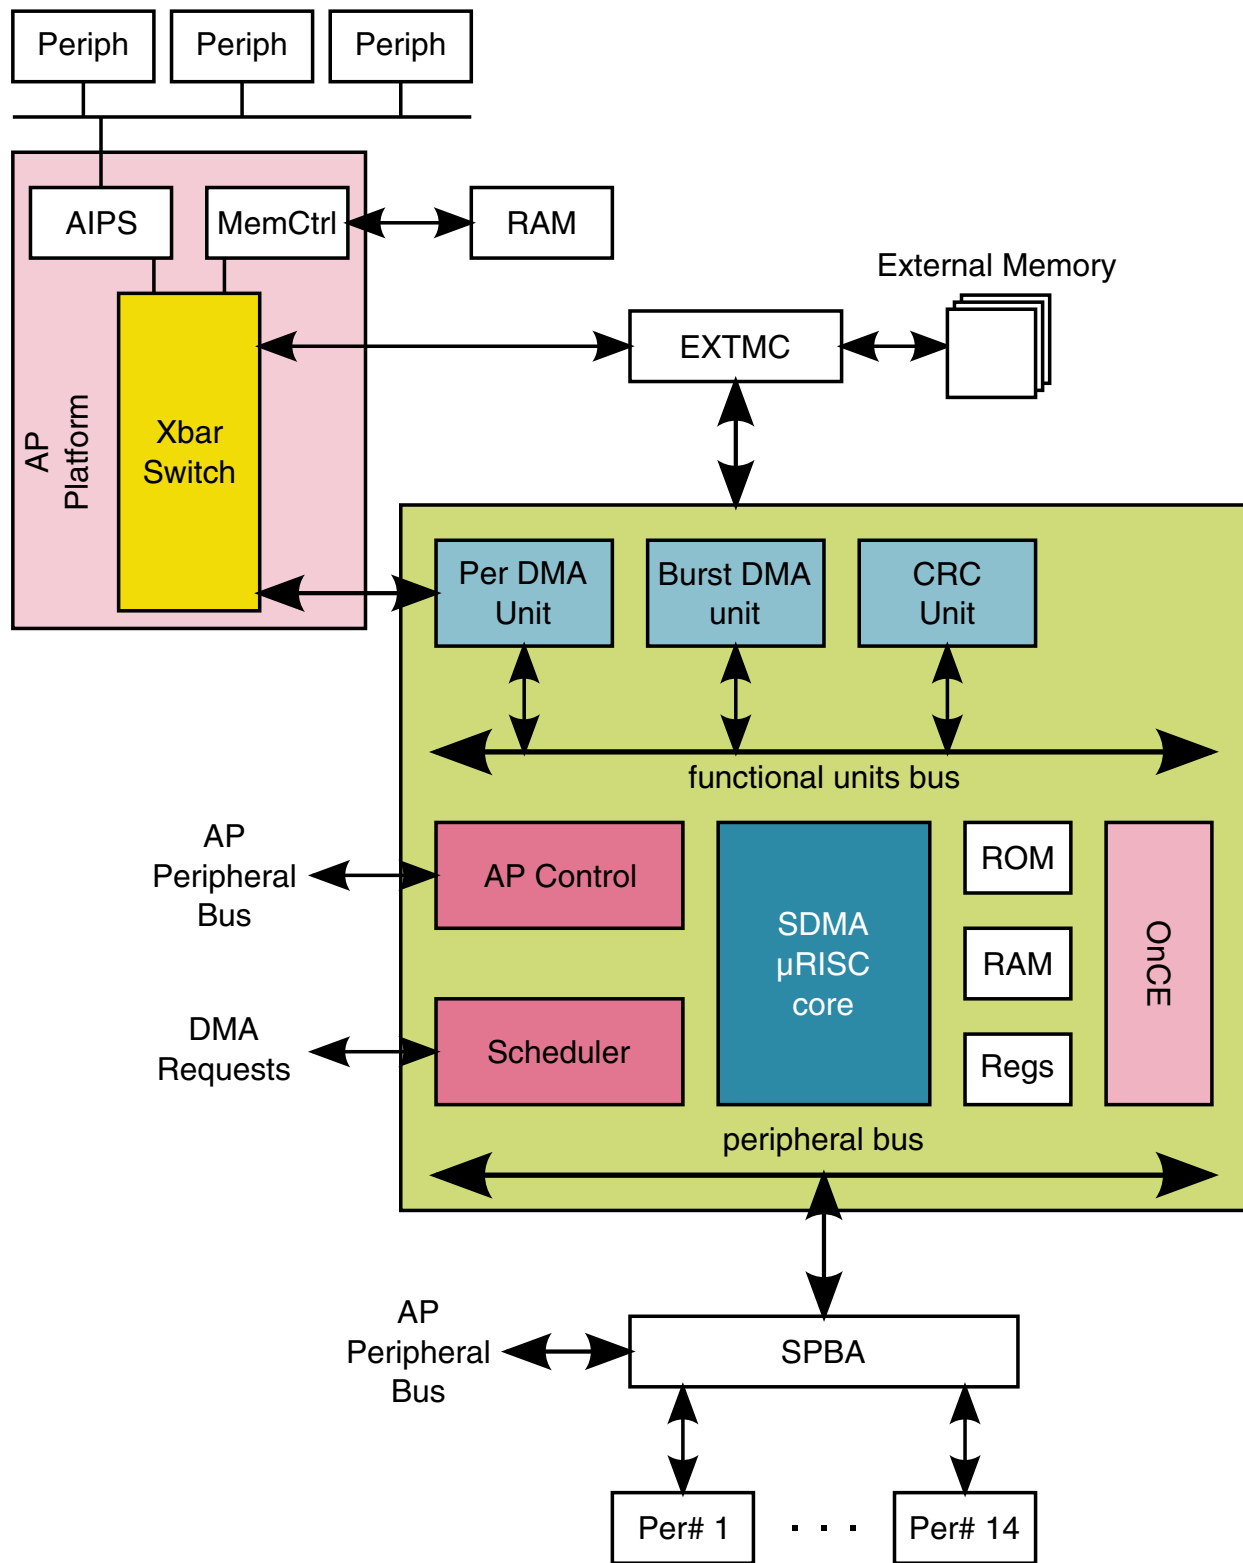 Periph
Periph
Periph
AIPS
MemCtrl
RAM
External Memory
EXTMC
AP
Platform
Xbar
Switch
Per DMA
Unit
Burst DMA
unit
CRC
Unit
functional units bus
AP
Peripheral
Bus
AP Control
SDMA
µRISC
core
ROM
RAM
Regs
OnCE
DMA
Requests
Scheduler
peripheral bus
AP
Peripheral
Bus
SPBA
Per# 1
. . .
Per# 14